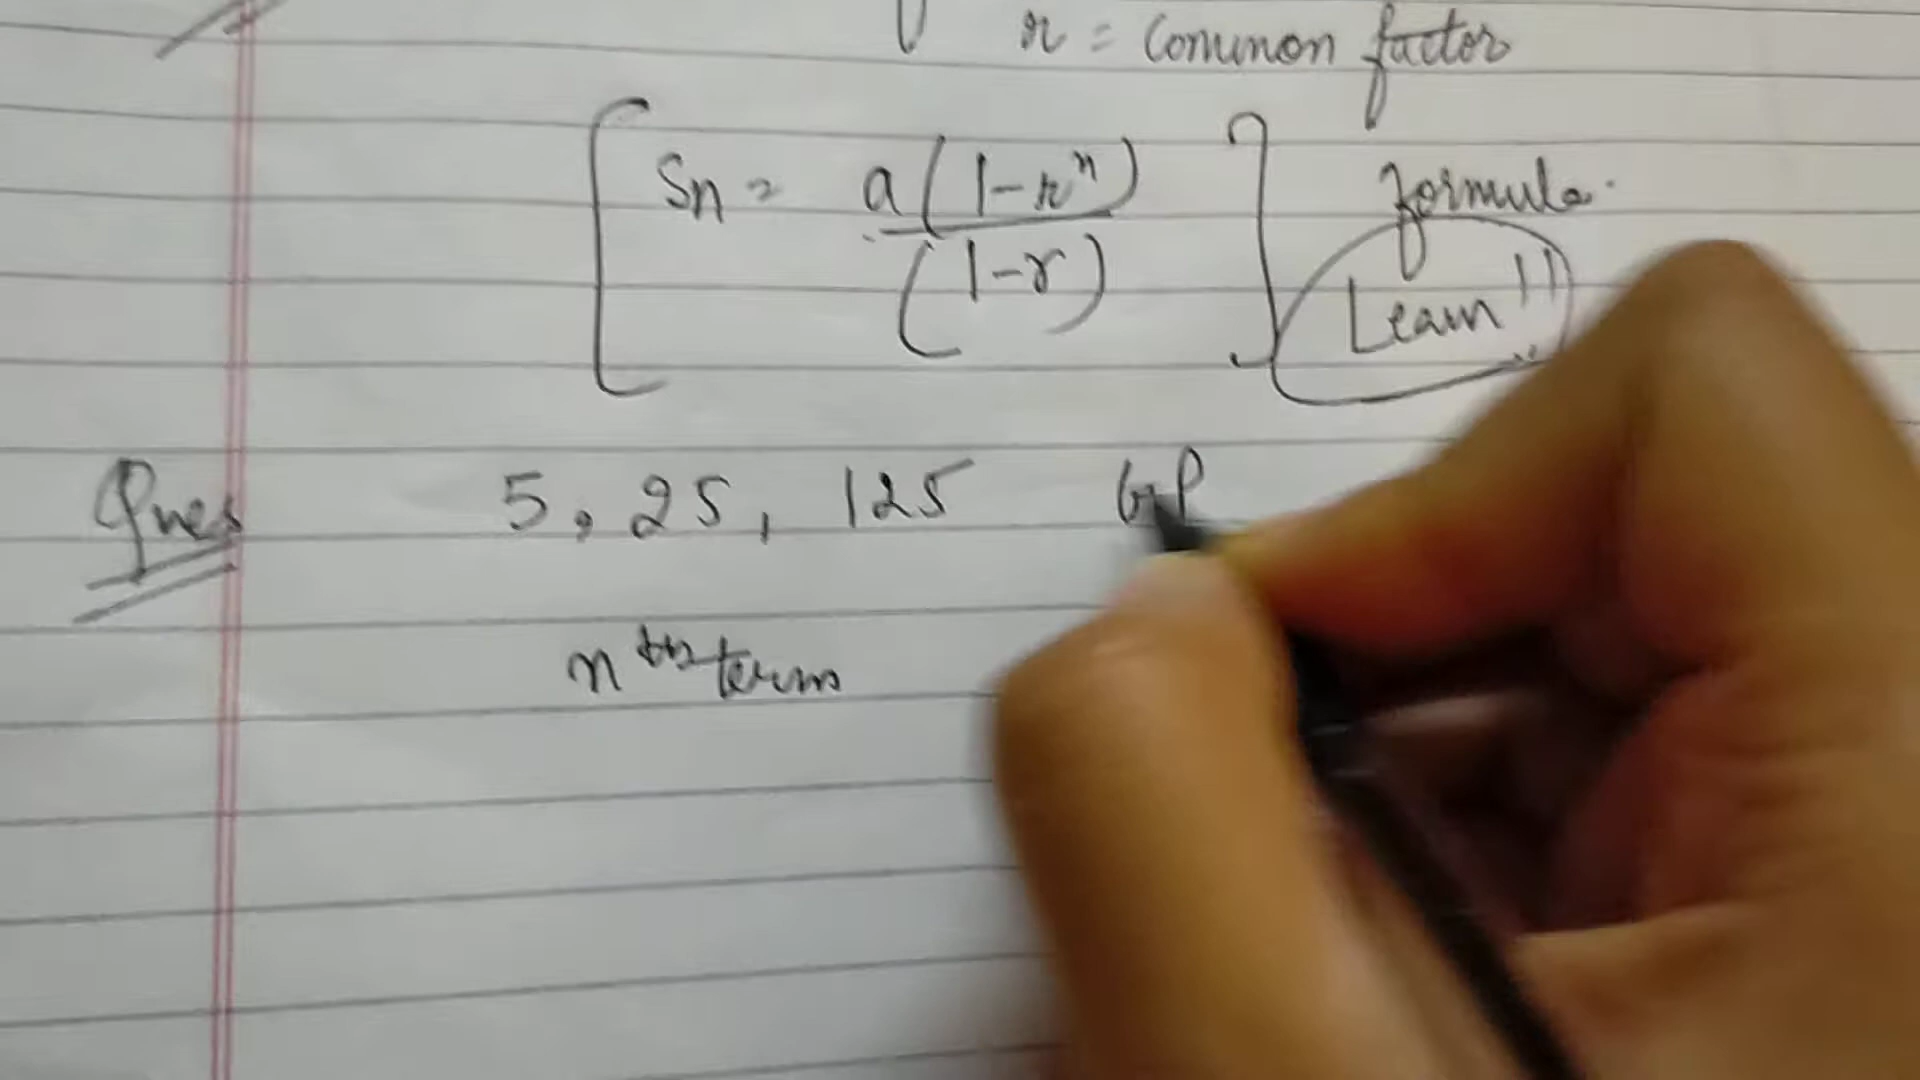 r = Common factor
Sn = a(1-r^n)
(1-r)
formula.
Learn!!
Ques 5, 25, 125 GP
n^th term